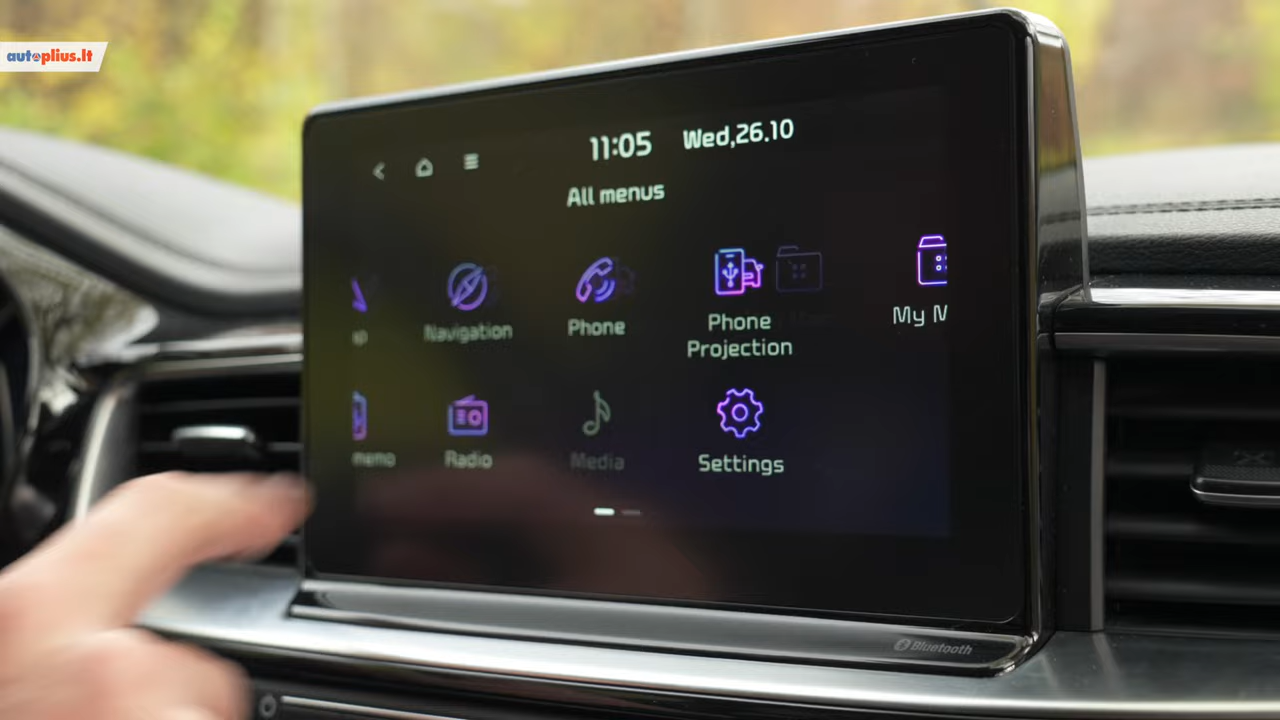 autoplius.lt
11:05 Wed,26.10
All menus
Navigation
Phone
Phone
Projection
My M
memo
Radio
Media
Settings
Bluetooth